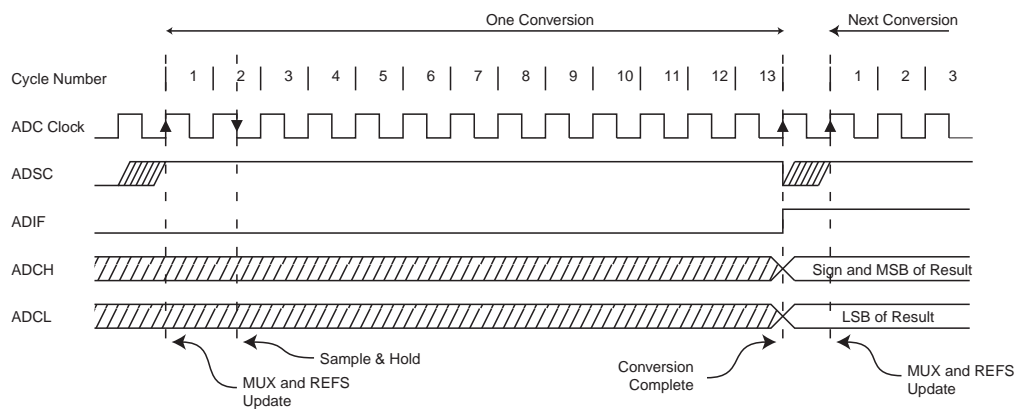 One Conversion
Next Conversion
Cycle Number
1 2 3 4 5 6 7 8 9 10 11 12 13 1 2 3
ADC Clock
ADSC
ADIF
ADCH
Sign and MSB of Result
ADCL
LSB of Result
Sample & Hold
MUX and REFS
Update
Conversion
Complete
MUX and REFS
Update